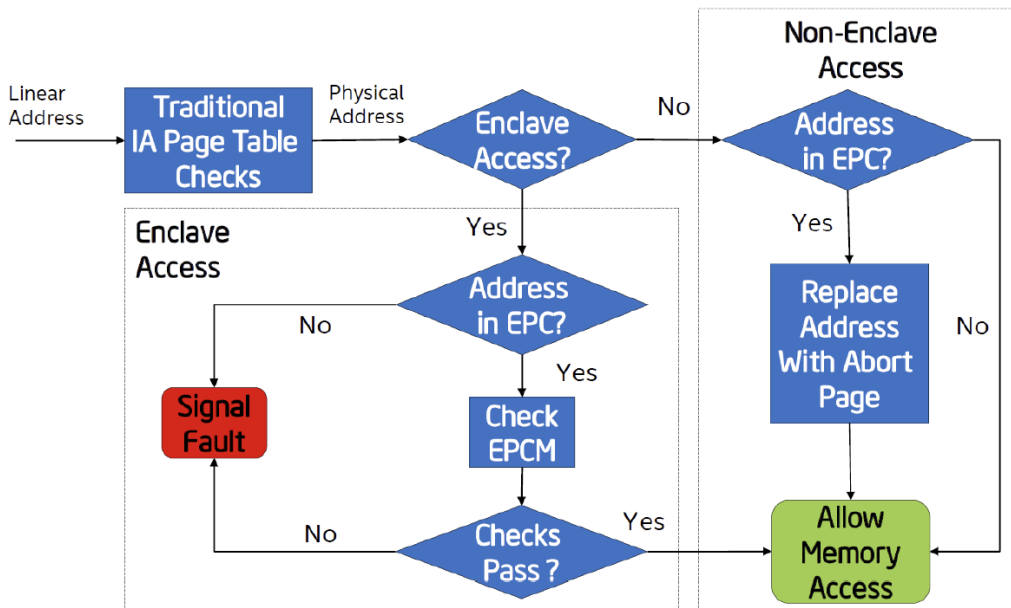 Non-Enclave
Access
Linear
Address
Traditional
IA Page Table
Checks
Physical
Address
Enclave
Access?
No
Address
in EPC?
Yes
Enclave
Access
Yes
Address
in EPC?
No
Replace
Address
With Abort
Page
No
Yes
Signal
Fault
Check
EPCM
No
Checks
Pass ?
Yes
Allow
Memory
Access